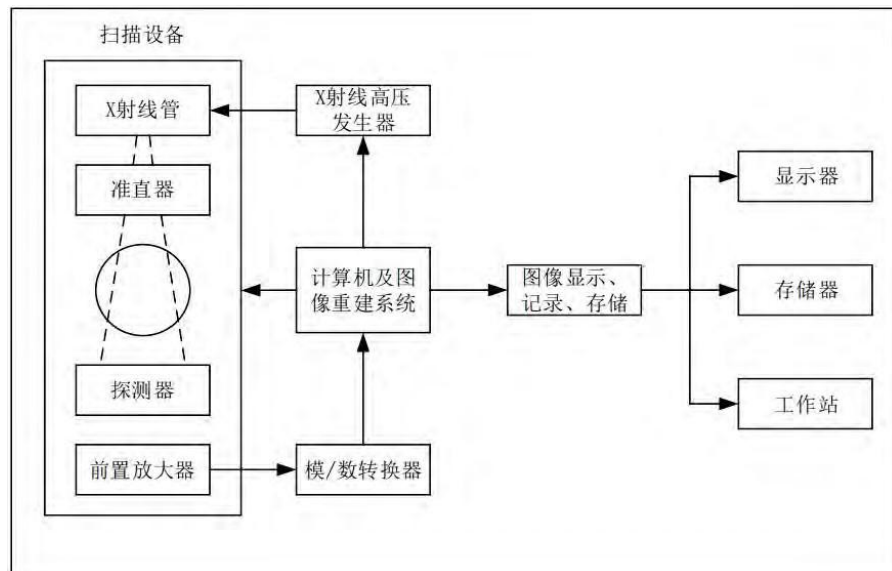 扫描设备
X射线管
X射线高压
发生器
准直器
显示器
计算机及图
像重建系统
图像显示、
记录、存储
存储器
探测器
工作站
前置放大器
模/数转换器